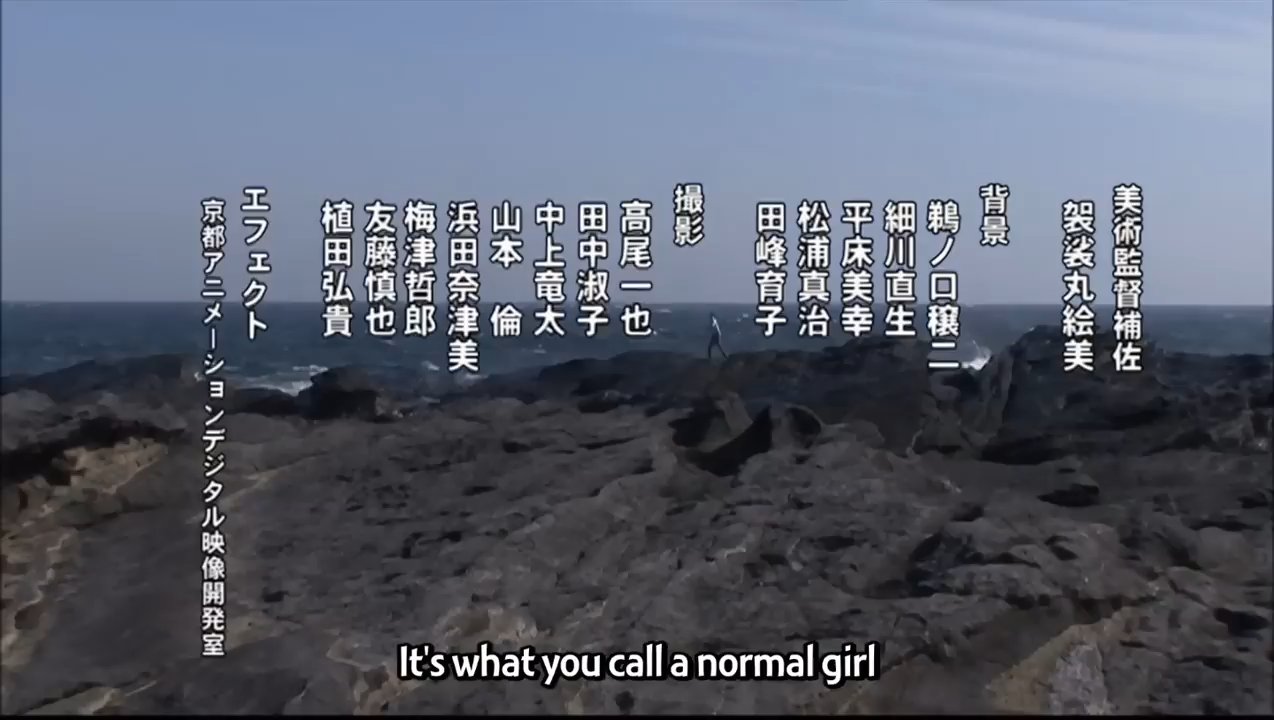 美術監督補佐
袈裟丸絵美
背景
鵜ノ口穣二
細川直生
平床美幸
松浦真治
田峰育子
撮影
高尾一也
田中淑子
中上竜太
山本 倫
浜田奈津美
梅津哲郎
友藤慎也
植田弘貴
エフェクト
京都アニメーションデジタル映像開発室
It's what you call a normal girl